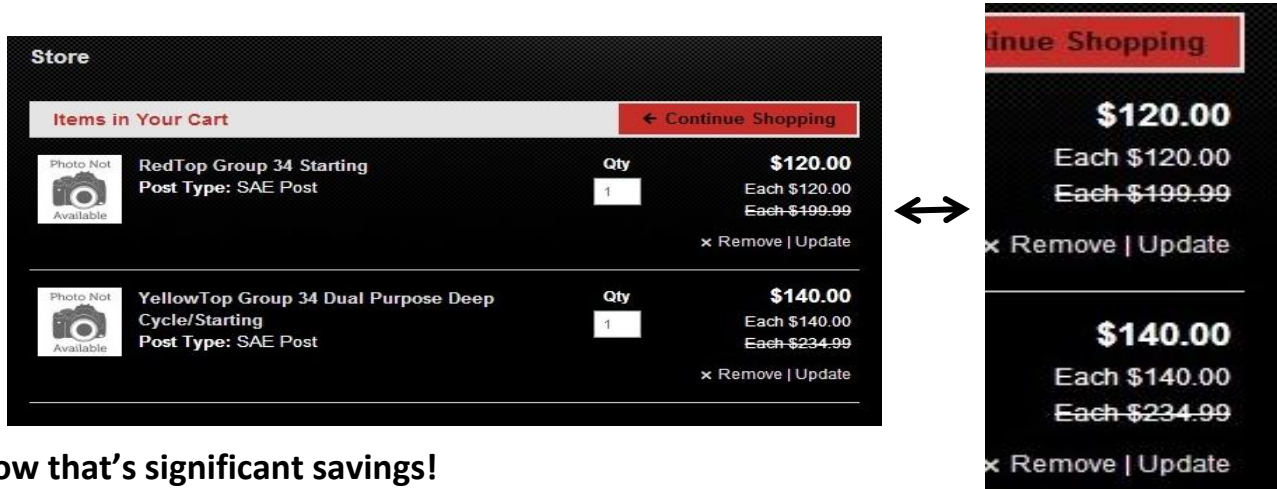 Store
Items in Your Cart
← Continue Shopping
Photo Not
Available
RedTop Group 34 Starting
Post Type: SAE Post
Qty
1
$120.00
Each $120.00
Each $199.99
× Remove | Update
Photo Not
Available
YellowTop Group 34 Dual Purpose Deep
Cycle/Starting
Post Type: SAE Post
Qty
1
$140.00
Each $140.00
Each $234.99
× Remove | Update
tinue Shopping
$120.00
Each $120.00
Each $199.99
× Remove | Update
$140.00
Each $140.00
Each $234.99
× Remove | Update
ow that’s significant savings!